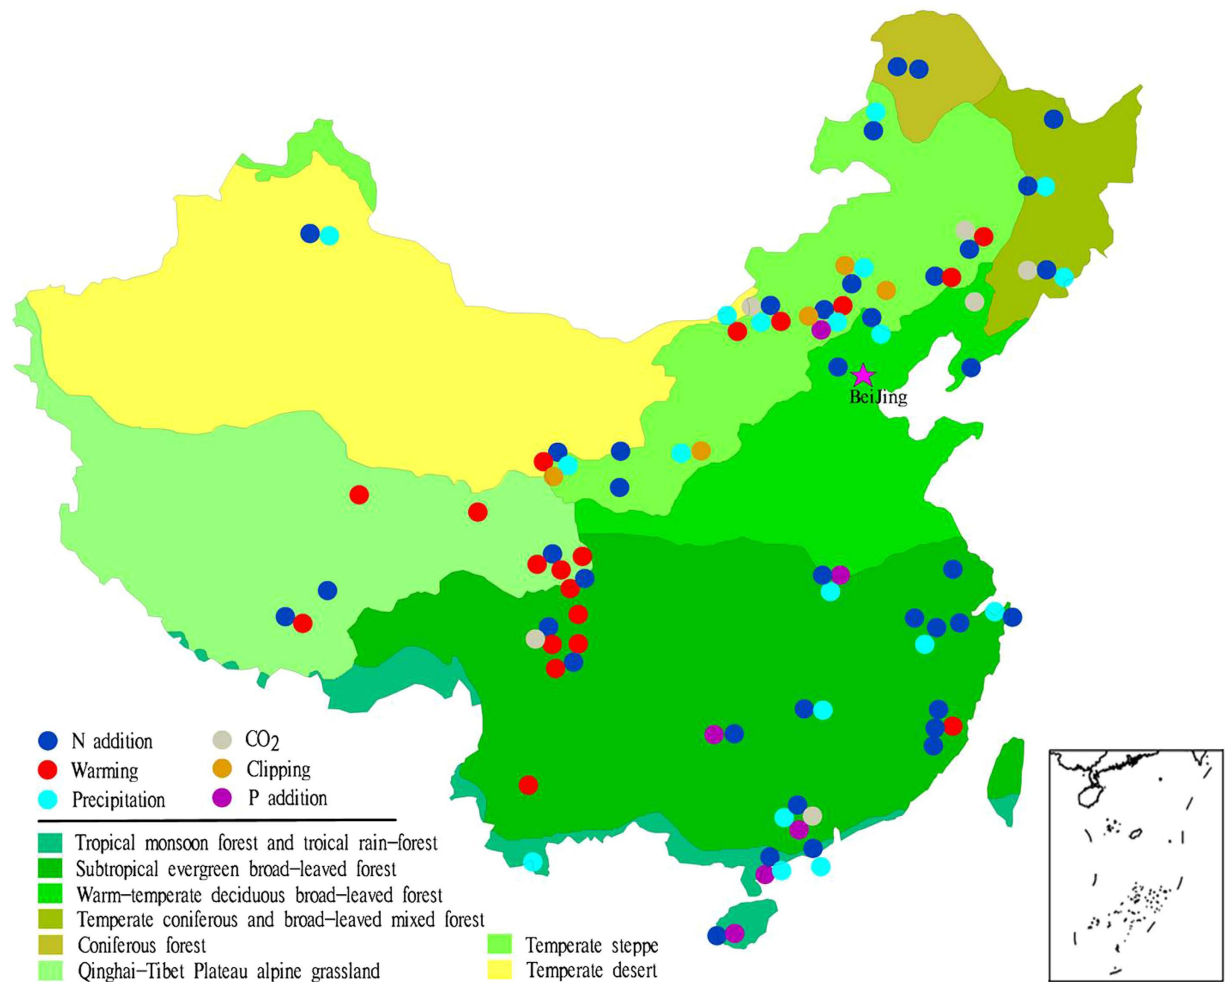 BeiJing
N addition
CO2
Warming
Clipping
Precipitation
P addition
Tropical monsoon forest and troical rain-forest
Subtropical evergreen broad-leaved forest
Warm-temperate deciduous broad-leaved forest
Temperate coniferous and broad-leaved mixed forest
Coniferous forest
Temperate steppe
Qinghai-Tibet Plateau alpine grassland
Temperate desert